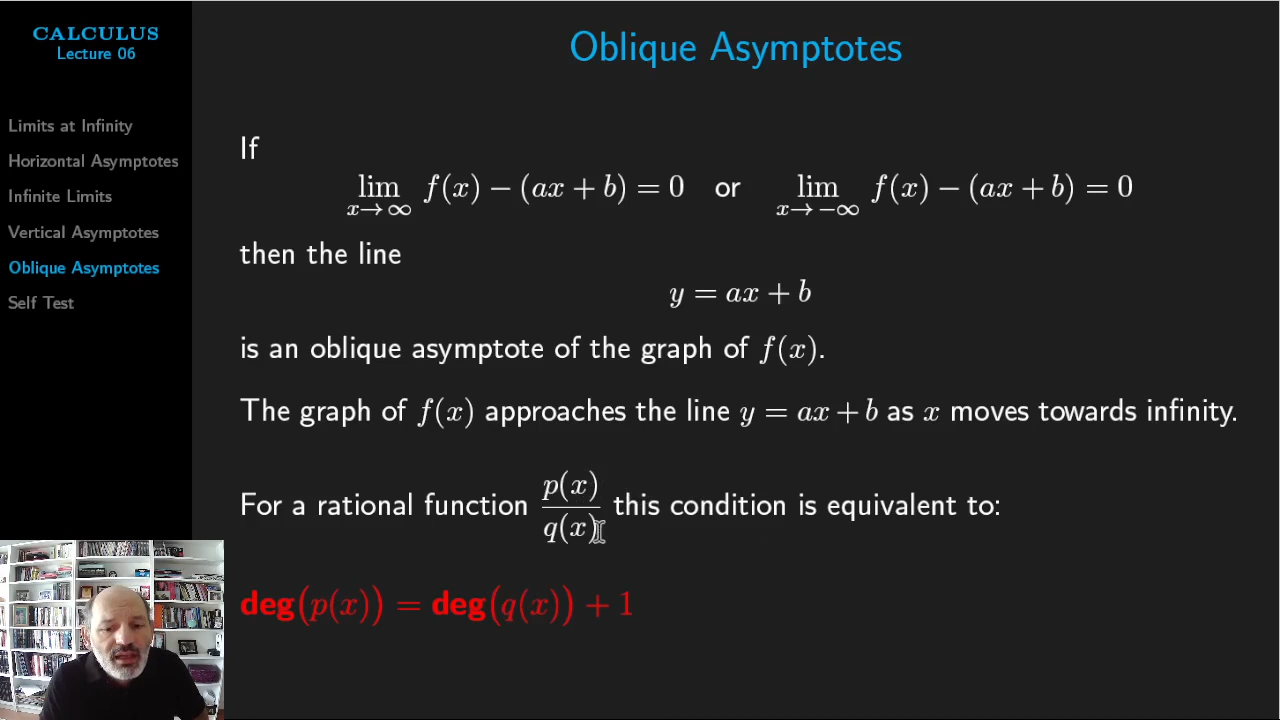 CALCULUS
Lecture 06
Limits at Infinity
Horizontal Asymptotes
Infinite Limits
Vertical Asymptotes
Oblique Asymptotes
Self Test
Oblique Asymptotes
If
lim x→∞ f(x) − (ax + b) = 0 or lim x→−∞ f(x) − (ax + b) = 0
then the line
y = ax + b
is an oblique asymptote of the graph of f(x).
The graph of f(x) approaches the line y = ax + b as x moves towards infinity.
For a rational function p(x)/q(x) this condition is equivalent to:
deg(p(x)) = deg(q(x)) + 1